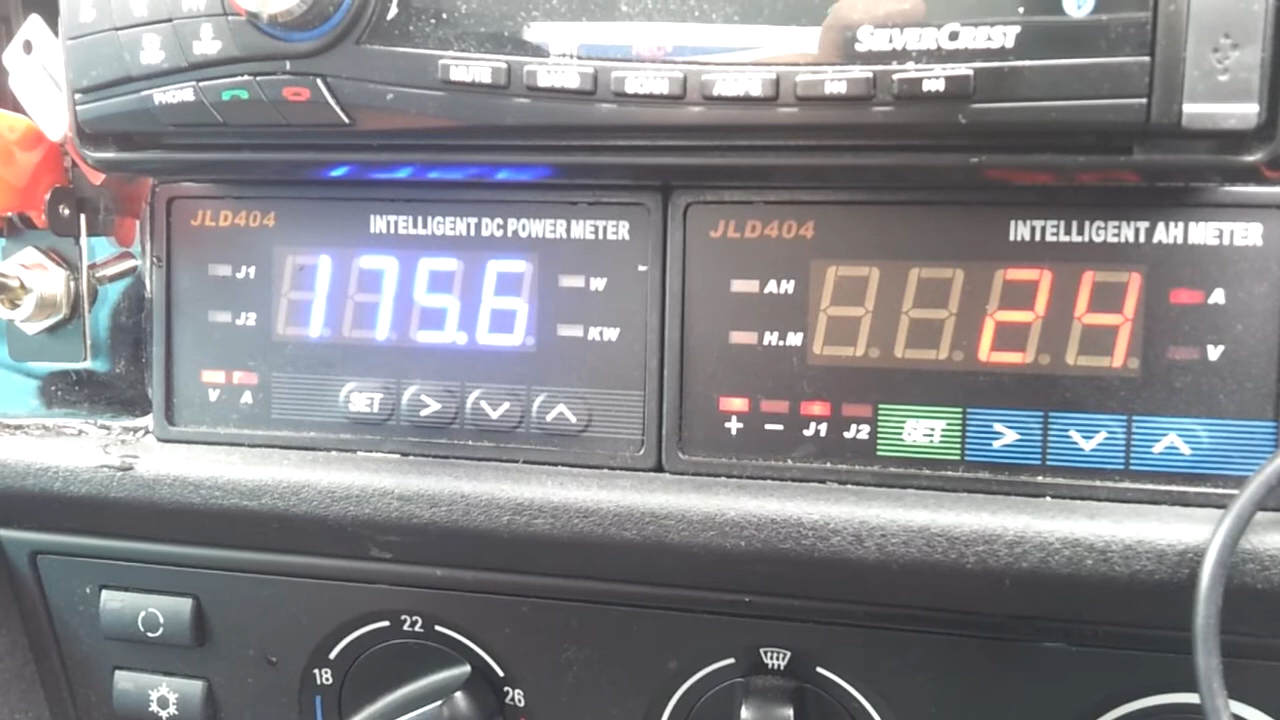 SILVERCREST
MUTE
BAND
SCAN
PHONE
JLD404
INTELLIGENT DC POWER METER
J1
J2
175.6
W
KW
V A
SET
JLD404
INTELLIGENT AH METER
AH
H.M
24
A
V
+ − J1 J2
SET
22
18
26